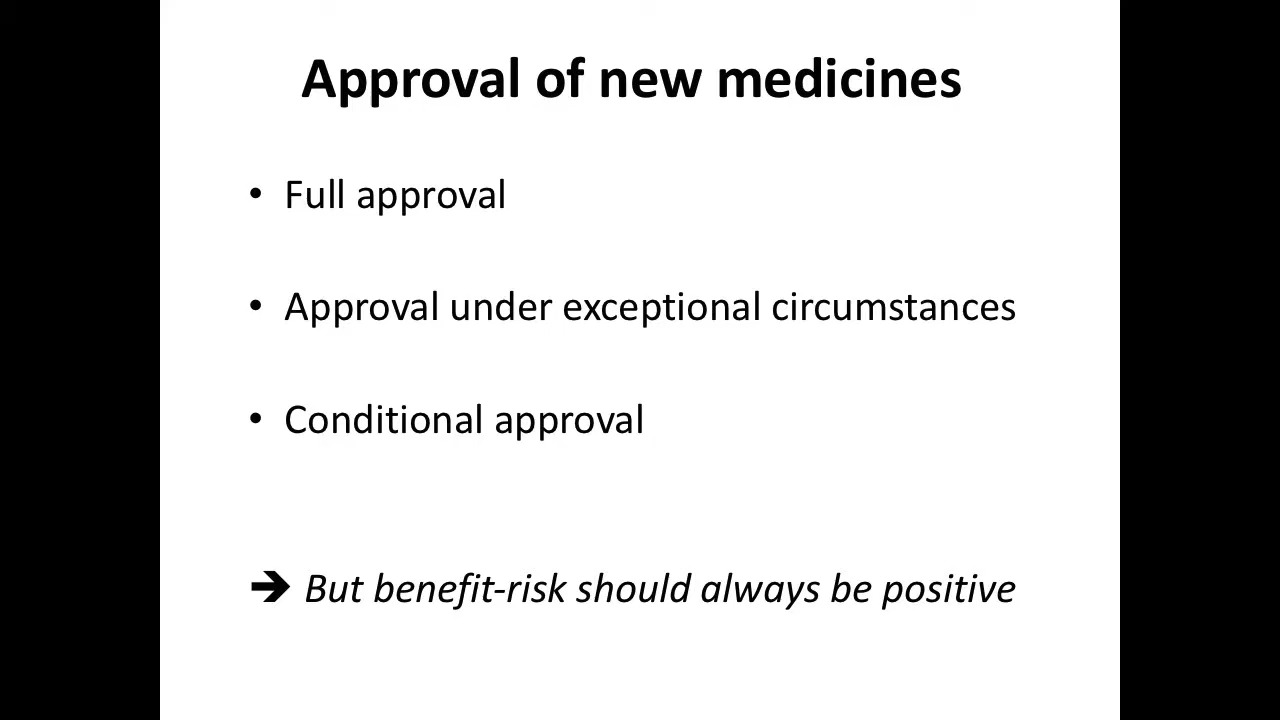 Approval of new medicines
• Full approval
• Approval under exceptional circumstances
• Conditional approval
➔ But benefit-risk should always be positive